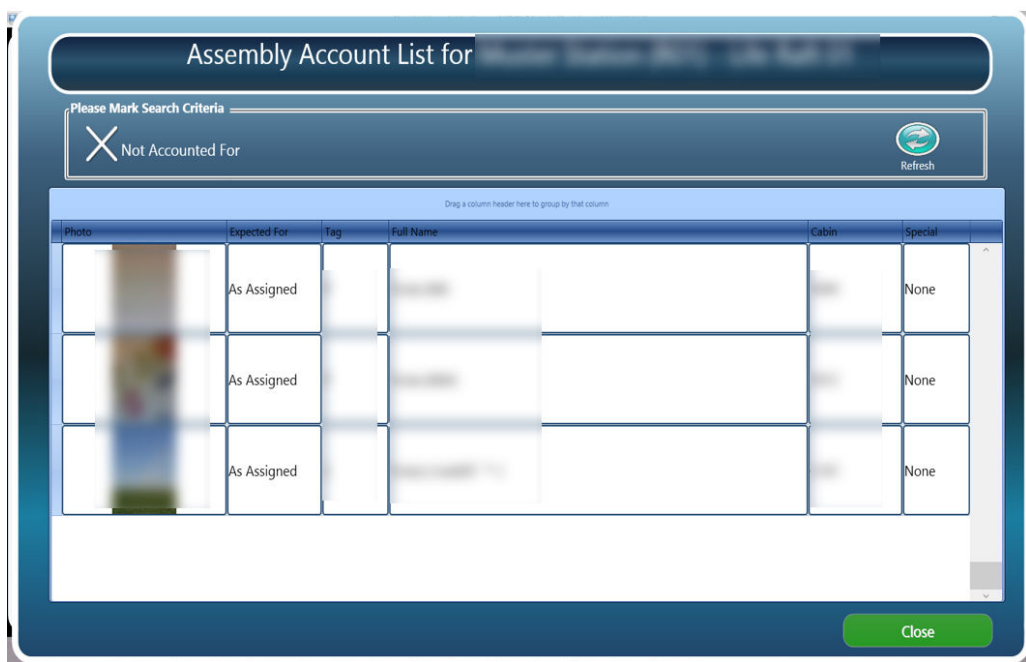 Assembly Account List for
Please Mark Search Criteria
Not Accounted For
Refresh
Drag a column header here to group by that column
Photo Expected For Tag Full Name Cabin Special
As Assigned None
As Assigned None
As Assigned None
Close